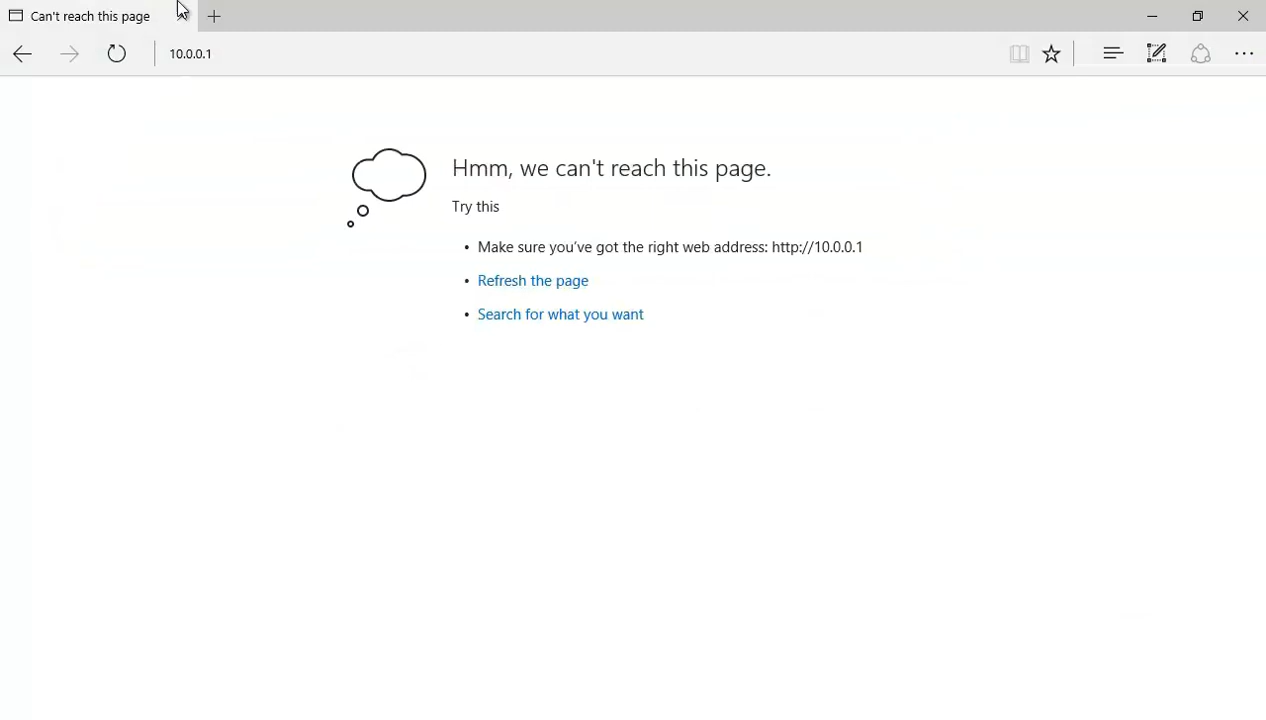 Can't reach this page
10.0.0.1
Hmm, we can't reach this page.
Try this
• Make sure you've got the right web address: http://10.0.0.1
• Refresh the page
• Search for what you want